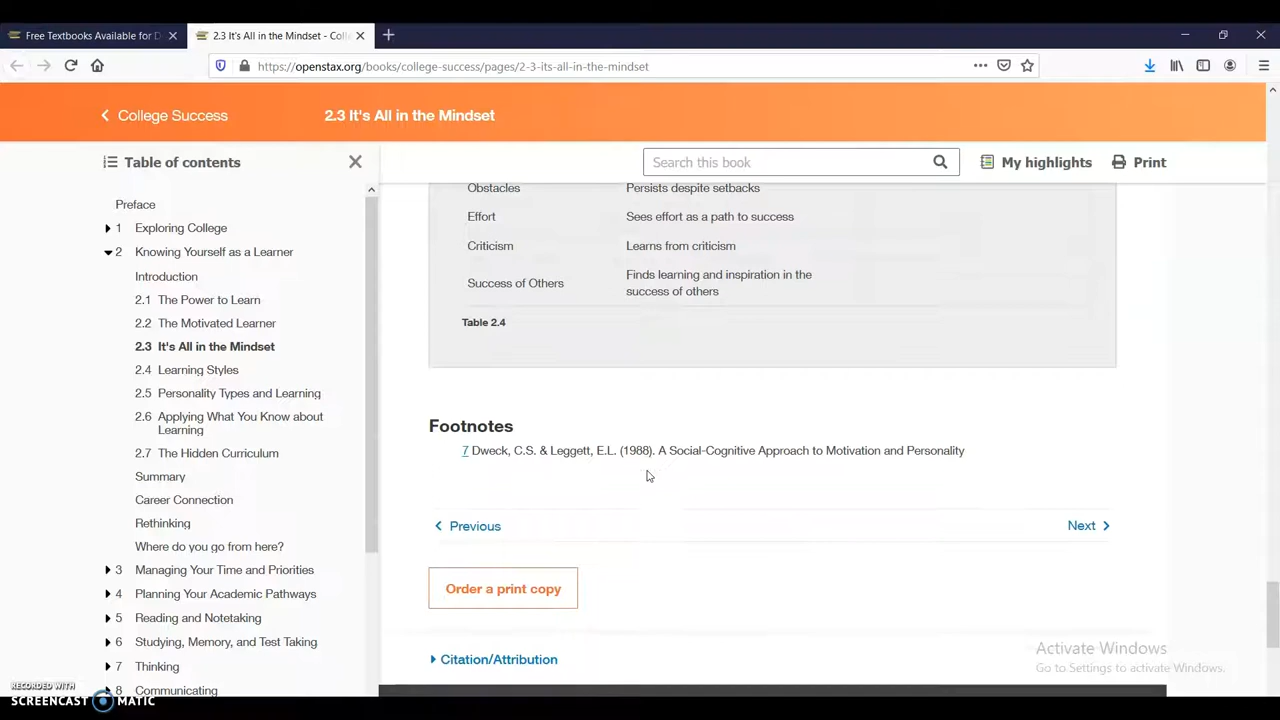 Free Textbooks Available for D
2.3 It's All in the Mindset - Coll
https://openstax.org/books/college-success/pages/2-3-its-all-in-the-mindset
College Success
2.3 It's All in the Mindset
Table of contents
Search this book
My highlights
Print
Preface
1 Exploring College
2 Knowing Yourself as a Learner
Introduction
2.1 The Power to Learn
2.2 The Motivated Learner
2.3 It's All in the Mindset
2.4 Learning Styles
2.5 Personality Types and Learning
2.6 Applying What You Know about
Learning
2.7 The Hidden Curriculum
Summary
Career Connection
Rethinking
Where do you go from here?
3 Managing Your Time and Priorities
4 Planning Your Academic Pathways
5 Reading and Notetaking
6 Studying, Memory, and Test Taking
7 Thinking
8 Communicating
Obstacles Persists despite setbacks
Effort Sees effort as a path to success
Criticism Learns from criticism
Success of Others Finds learning and inspiration in the
success of others
Table 2.4
Footnotes
7 Dweck, C.S. & Leggett, E.L. (1988). A Social-Cognitive Approach to Motivation and Personality
Previous
Next
Order a print copy
Citation/Attribution
Activate Windows
Go to Settings to activate Windows.
RECORDED WITH
SCREENCAST MATIC